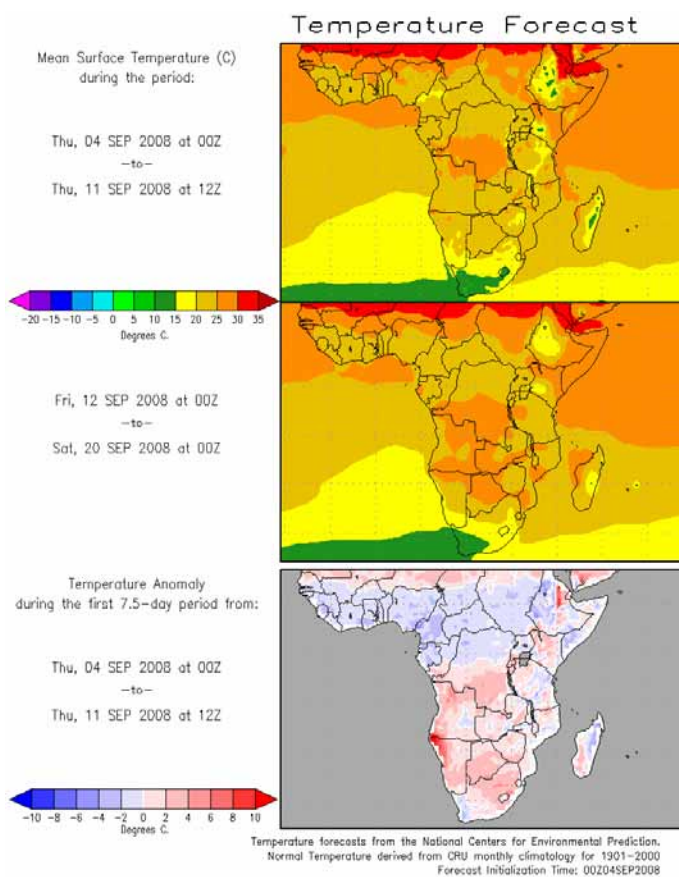 Temperature Forecast
Mean Surface Temperature (C)
during the period:
Thu, 04 SEP 2008 at 00Z
-to-
Thu, 11 SEP 2008 at 12Z
-20 -15 -10 -5 0 5 10 15 20 25 30 35
Degrees C.
Fri, 12 SEP 2008 at 00Z
-to-
Sat, 20 SEP 2008 at 00Z
Temperature Anomaly
during the first 7.5-day period from:
Thu, 04 SEP 2008 at 00Z
-to-
Thu, 11 SEP 2008 at 12Z
-10 -8 -6 -4 -2 0 2 4 6 8 10
Degrees C.
Temperature forecasts from the National Centers for Environmental Prediction.
Normal Temperature derived from CRU monthly climatology for 1901-2000
Forecast Initialization Time: 00Z04SEP2008